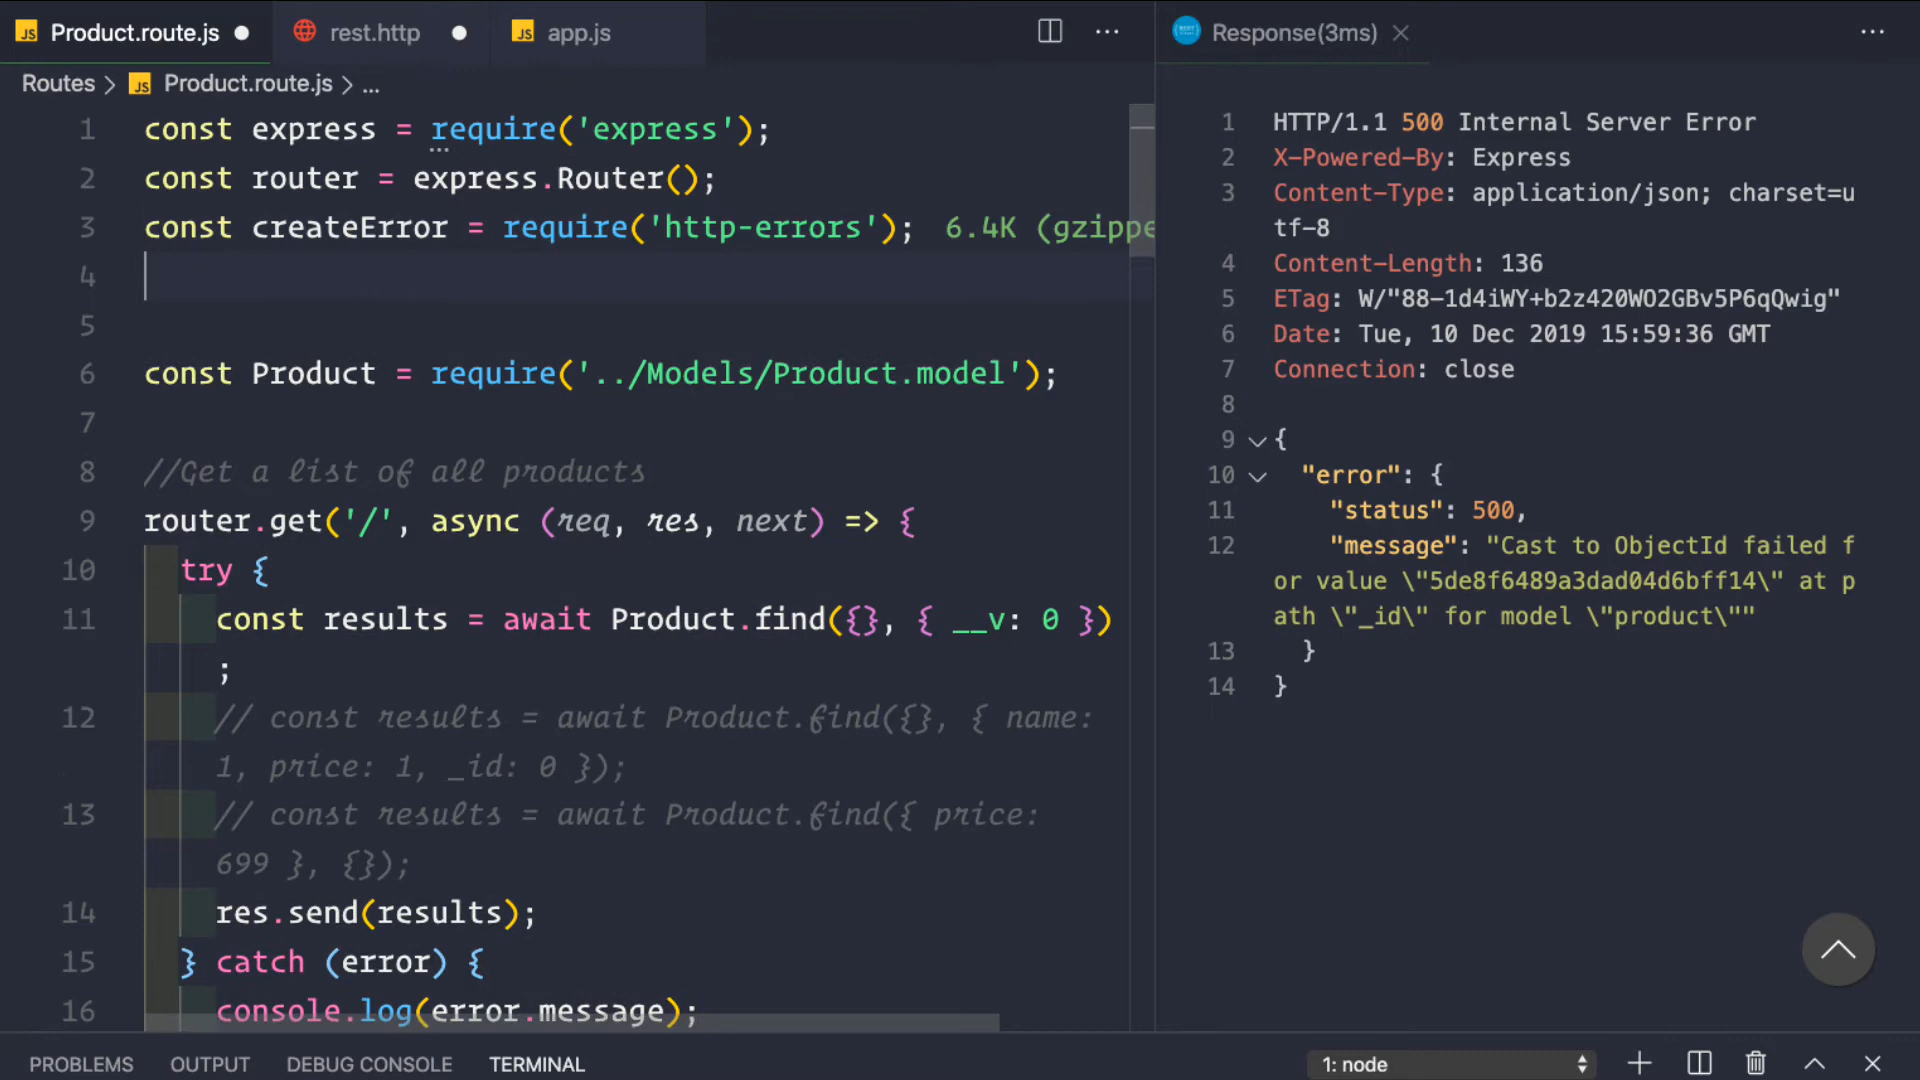 JS Product.route.js
rest.http
JS app.js
Routes > JS Product.route.js > ...
1 const express = require('express');
2 const router = express.Router();
3 const createError = require('http-errors'); 6.4K (gzippe
4
5
6 const Product = require('../Models/Product.model');
7
8 //Get a list of all products
9 router.get('/', async (req, res, next) => {
10 try {
11 const results = await Product.find({}, { __v: 0 })
;
12 // const results = await Product.find({}, { name:
1, price: 1, _id: 0 });
13 // const results = await Product.find({ price:
699 }, {});
14 res.send(results);
15 } catch (error) {
16 console.log(error.message);
Response(3ms)
1 HTTP/1.1 500 Internal Server Error
2 X-Powered-By: Express
3 Content-Type: application/json; charset=u
tf-8
4 Content-Length: 136
5 ETag: W/"88-1d4iWY+b2z420WO2GBv5P6qQwig"
6 Date: Tue, 10 Dec 2019 15:59:36 GMT
7 Connection: close
8
9 {
10 "error": {
11 "status": 500,
12 "message": "Cast to ObjectId failed f
or value \"5de8f6489a3dad04d6bff14\" at p
ath \"_id\" for model \"product\""
13 }
14 }
PROBLEMS OUTPUT DEBUG CONSOLE TERMINAL 1: node